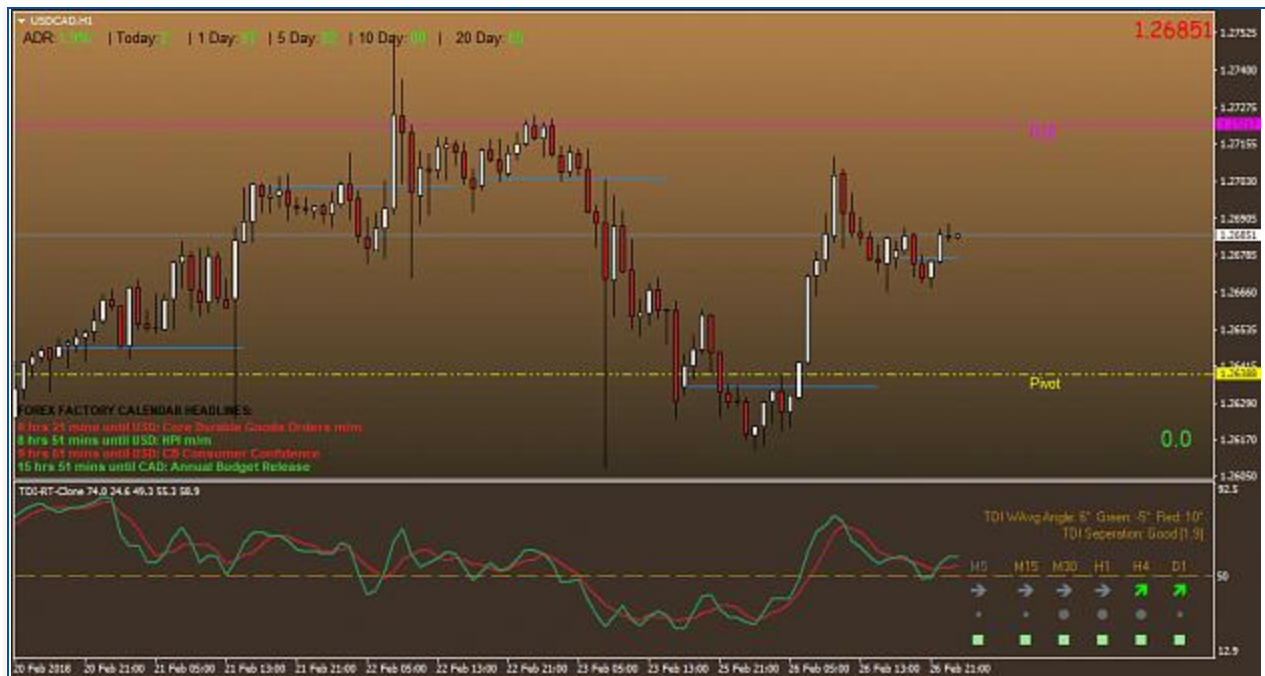 USDCAD.H1
ADR: | Today: | 1 Day: | 5 Day: | 10 Day: | 20 Day:
1.26851
1.27525
1.27400
1.27275
1.27155
1.27030
1.26905
1.26851
1.26785
1.26660
1.26535
1.26415
Pivot
1.26290
FOREX FACTORY CALENDAR HEADLINES:
21 mins until USD: Core Durable Goods Orders m/m
8 hrs 51 mins until USD: HPI m/m
9 hrs 51 mins until USD: CB Consumer Confidence
15 hrs 51 mins until CAD: Annual Budget Release
0.0
1.26170
1.26050
TDI-RT-Clone 74.0 24.6 49.3 55.3 58.9
92.5
TDI WAvg Angle: 6° Green: -5° Red: 10°
TDI Seperation: Good [1.9]
M5 M15 M30 H1 H4 D1
50
12.9
20 Feb 2018 20 Feb 21:00 21 Feb 05:00 21 Feb 13:00 21 Feb 21:00 22 Feb 05:00 22 Feb 13:00 22 Feb 21:00 23 Feb 05:00 23 Feb 13:00 25 Feb 21:00 26 Feb 05:00 26 Feb 13:00 26 Feb 21:00